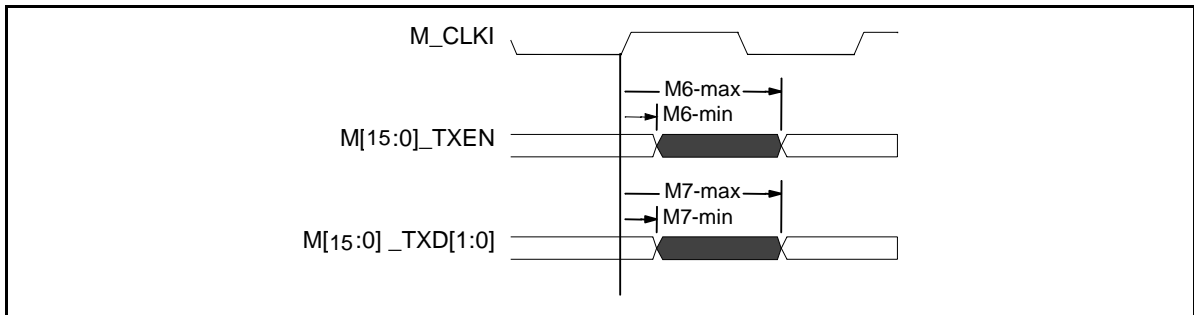 M_CLKI
M6-max
M6-min
M[15:0]_TXEN
M7-max
M7-min
M[15:0] _TXD[1:0]